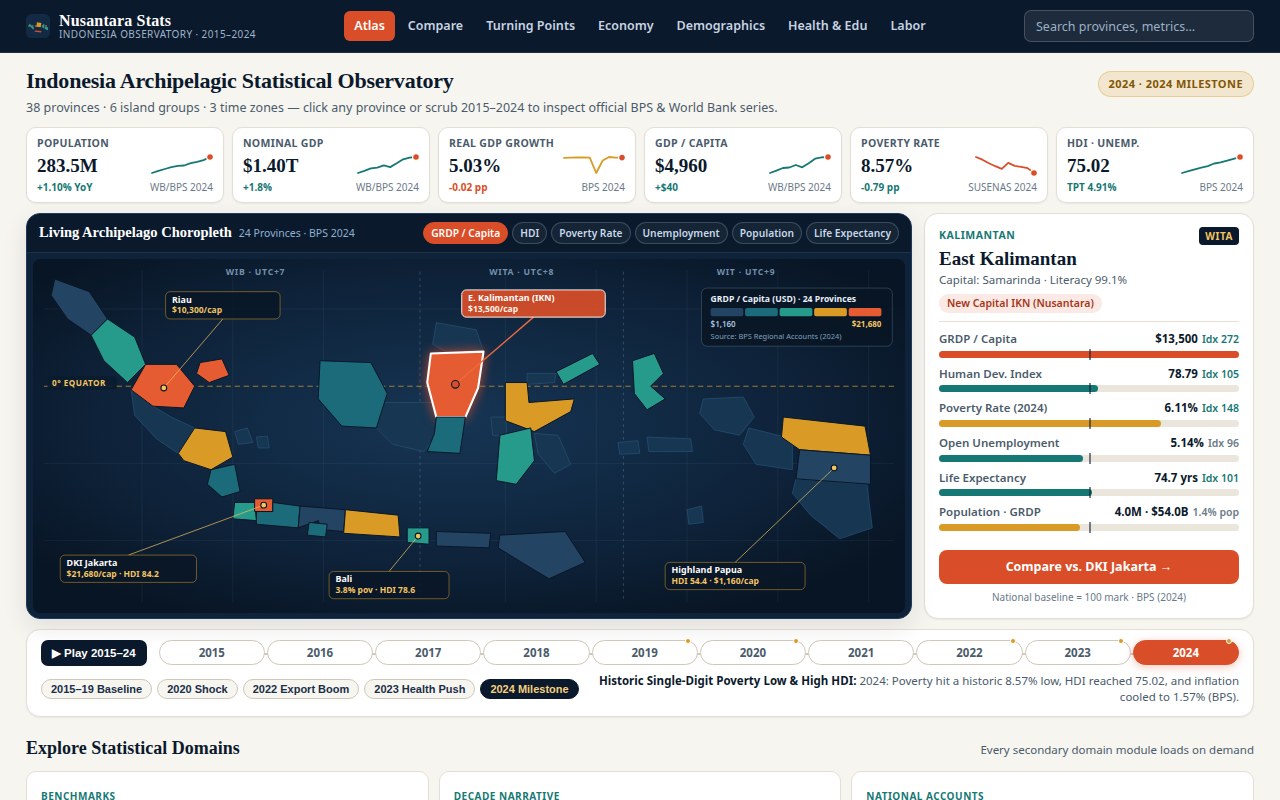 Nusantara Stats
INDONESIA OBSERVATORY · 2015–2024
Atlas
Compare
Turning Points
Economy
Demographics
Health & Edu
Labor
Search provinces, metrics...
Indonesia Archipelagic Statistical Observatory
38 provinces · 6 island groups · 3 time zones — click any province or scrub 2015–2024 to inspect official BPS & World Bank series.
2024 · 2024 MILESTONE
POPULATION
283.5M
+1.10% YoY
WB/BPS 2024
NOMINAL GDP
$1.40T
+1.8%
WB/BPS 2024
REAL GDP GROWTH
5.03%
-0.02 pp
BPS 2024
GDP / CAPITA
$4,960
+$40
WB/BPS 2024
POVERTY RATE
8.57%
-0.79 pp
SUSENAS 2024
HDI · UNEMP.
75.02
TPT 4.91%
BPS 2024
Living Archipelago Choropleth
24 Provinces · BPS 2024
GRDP / Capita
HDI
Poverty Rate
Unemployment
Population
Life Expectancy
WIB · UTC+7
WITA · UTC+8
WIT · UTC+9
Riau
$10,300/cap
E. Kalimantan (IKN)
$13,500/cap
GRDP / Capita (USD) · 24 Provinces
$1,160
$21,680
Source: BPS Regional Accounts (2024)
0° EQUATOR
DKI Jakarta
$21,680/cap · HDI 84.2
Bali
3.8% pov · HDI 78.6
Highland Papua
HDI 54.4 · $1,160/cap
KALIMANTAN
WITA
East Kalimantan
Capital: Samarinda · Literacy 99.1%
New Capital IKN (Nusantara)
GRDP / Capita
$13,500 Idx 272
Human Dev. Index
78.79 Idx 105
Poverty Rate (2024)
6.11% Idx 148
Open Unemployment
5.14% Idx 96
Life Expectancy
74.7 yrs Idx 101
Population · GRDP
4.0M · $54.0B 1.4% pop
Compare vs. DKI Jakarta →
National baseline = 100 mark · BPS (2024)
▶ Play 2015–24
2015
2016
2017
2018
2019
2020
2021
2022
2023
2024
2015–19 Baseline
2020 Shock
2022 Export Boom
2023 Health Push
2024 Milestone
Historic Single-Digit Poverty Low & High HDI: 2024: Poverty hit a historic 8.57% low, HDI reached 75.02, and inflation
cooled to 1.57% (BPS).
Explore Statistical Domains
Every secondary domain module loads on demand
BENCHMARKS
DECADE NARRATIVE
NATIONAL ACCOUNTS